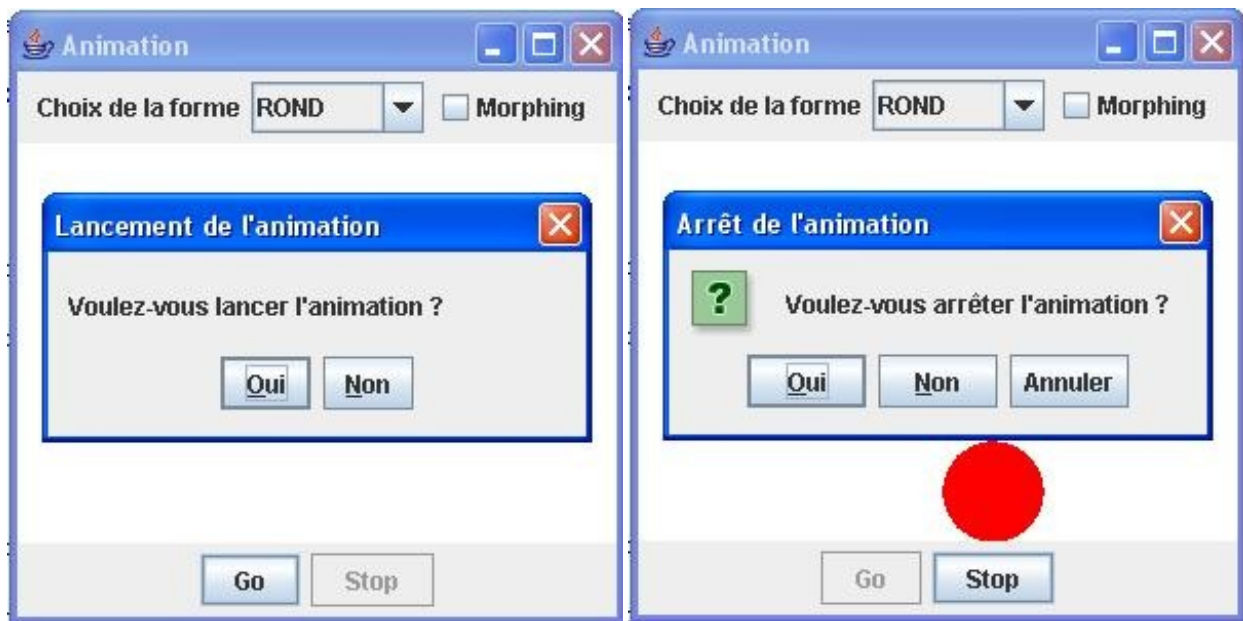 Animation
Choix de la forme ROND Morphing
Lancement de l'animation
Voulez-vous lancer l'animation ?
Oui Non
Go Stop
Animation
Choix de la forme ROND Morphing
Arrêt de l'animation
? Voulez-vous arrêter l'animation ?
Oui Non Annuler
Go Stop